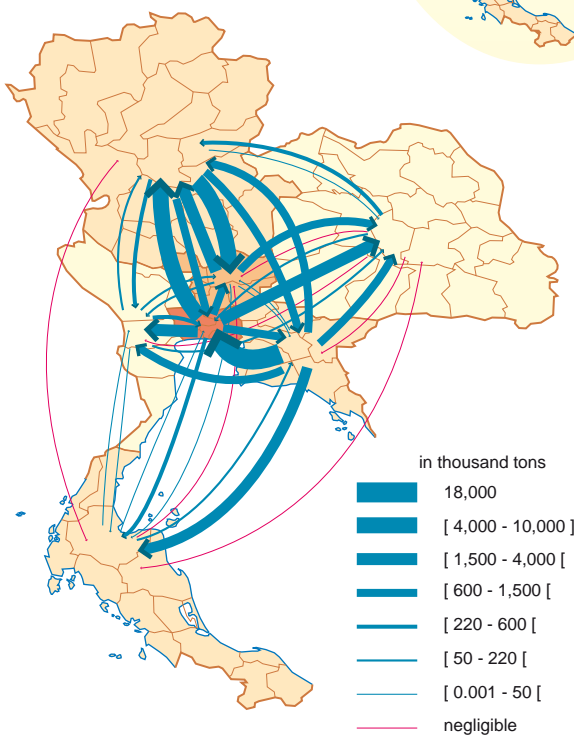 in thousand tons
18,000
[ 4,000 - 10,000 ]
[ 1,500 - 4,000 [
[ 600 - 1,500 [
[ 220 - 600 [
[ 50 - 220 [
[ 0.001 - 50 [
negligible